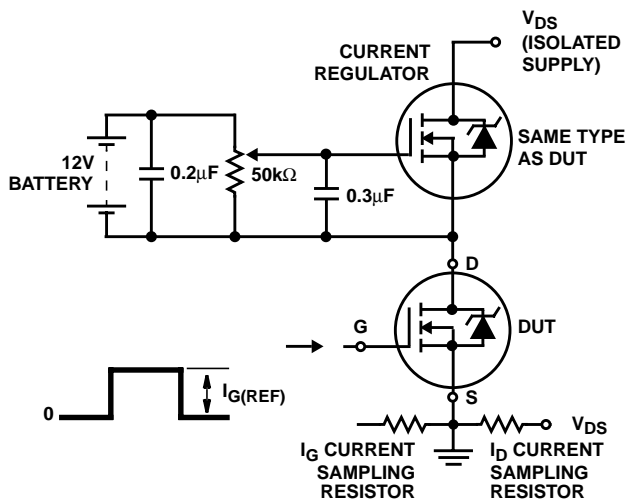 V_DS
(ISOLATED
SUPPLY)
CURRENT
REGULATOR
SAME TYPE
AS DUT
12V
BATTERY
0.2µF
50kΩ
0.3µF
D
G
DUT
I_G(REF)
0
S
V_DS
I_G CURRENT
SAMPLING
RESISTOR
I_D CURRENT
SAMPLING
RESISTOR